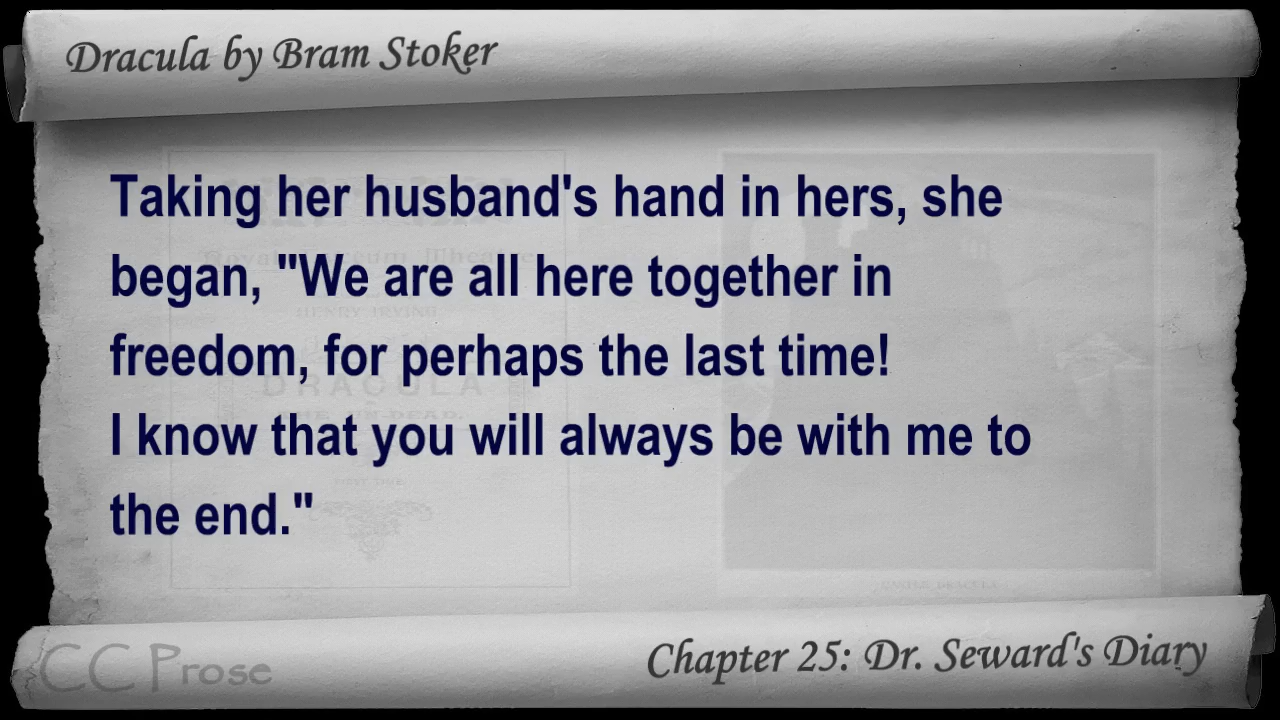 Dracula by Bram Stoker
Taking her husband's hand in hers, she
began, "We are all here together in
freedom, for perhaps the last time!
I know that you will always be with me to
the end."
DRACULA
CC Prose
Chapter 25: Dr. Seward's Diary